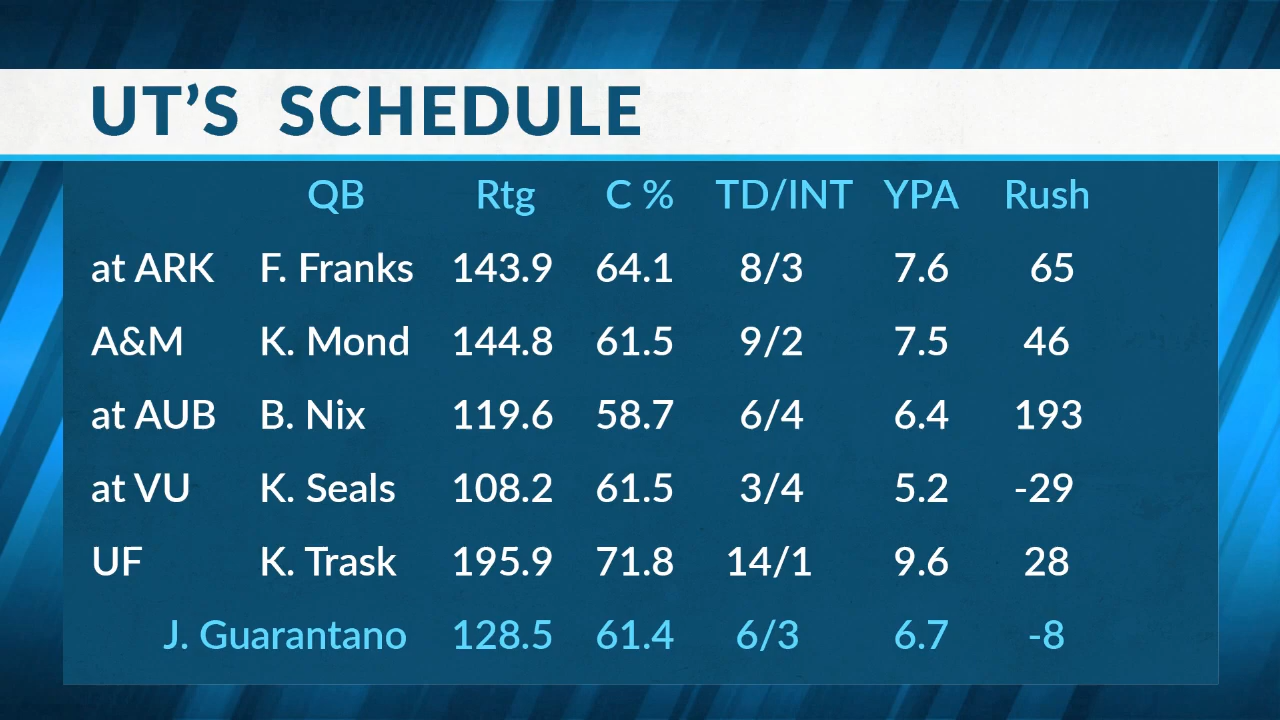 UT’S SCHEDULE
QB Rtg C % TD/INT YPA Rush
at ARK F. Franks 143.9 64.1 8/3 7.6 65
A&M K. Mond 144.8 61.5 9/2 7.5 46
at AUB B. Nix 119.6 58.7 6/4 6.4 193
at VU K. Seals 108.2 61.5 3/4 5.2 -29
UF K. Trask 195.9 71.8 14/1 9.6 28
J. Guarantano 128.5 61.4 6/3 6.7 -8